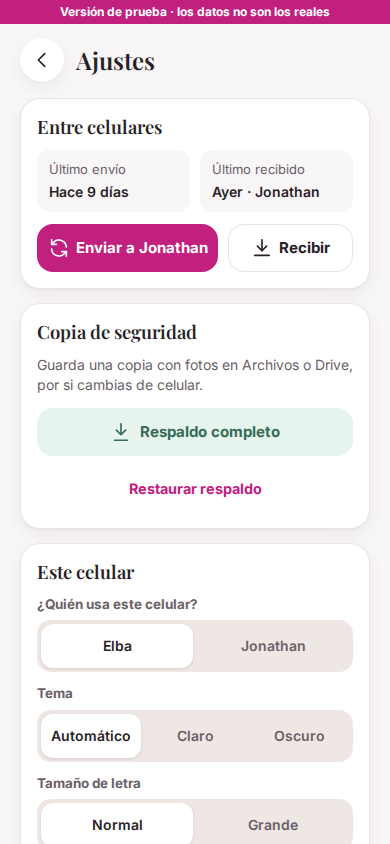 Versión de prueba · los datos no son los reales
Ajustes
Entre celulares
Último envío
Hace 9 días
Último recibido
Ayer · Jonathan
Enviar a Jonathan
Recibir
Copia de seguridad
Guarda una copia con fotos en Archivos o Drive,
por si cambias de celular.
Respaldo completo
Restaurar respaldo
Este celular
¿Quién usa este celular?
Elba
Jonathan
Tema
Automático
Claro
Oscuro
Tamaño de letra
Normal
Grande